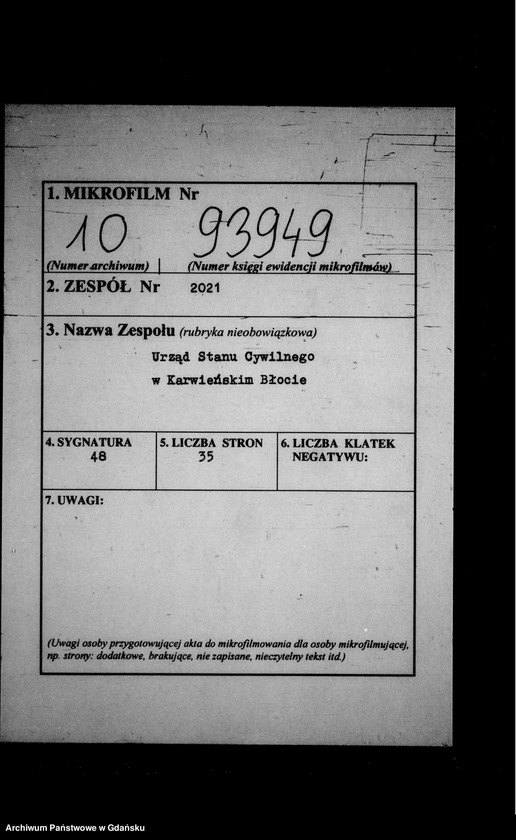 1. MIKROFILM Nr
10 93949
(Numer archiwum) (Numer księgi ewidencji mikrofilmów)
2. ZESPÓŁ Nr 2021
3. Nazwa Zespołu (rubryka nieobowiązkowa)
Urząd Stanu Cywilnego
w Karwieńskim Błocie
4. SYGNATURA 5. LICZBA STRON 6. LICZBA KLATEK
48 35 NEGATYWU:
7. UWAGI:
(Uwagi osoby przygotowującej akta do mikrofilmowania dla osoby mikrofilmującej,
np. strony: dodatkowe, brakujące, nie zapisane, nieczytelny tekst itd.)
Archiwum Państwowe w Gdańsku